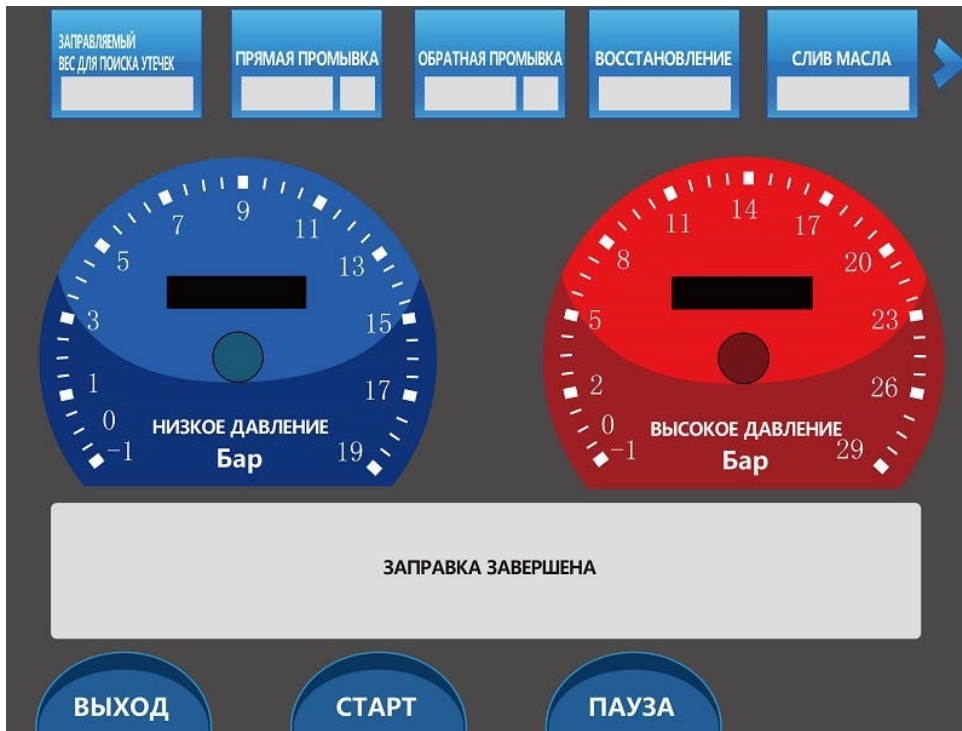 ЗАПРАВЛЯЕМЫЙ
ВЕС ДЛЯ ПОИСКА УТЕЧЕК
ПРЯМАЯ ПРОМЫВКА
ОБРАТНАЯ ПРОМЫВКА
ВОССТАНОВЛЕНИЕ
СЛИВ МАСЛА
-1
0
1
3
5
7
9
11
13
15
17
19
НИЗКОЕ ДАВЛЕНИЕ
Бар
-1
0
2
5
8
11
14
17
20
23
26
29
ВЫСОКОЕ ДАВЛЕНИЕ
Бар
ЗАПРАВКА ЗАВЕРШЕНА
ВЫХОД
СТАРТ
ПАУЗА